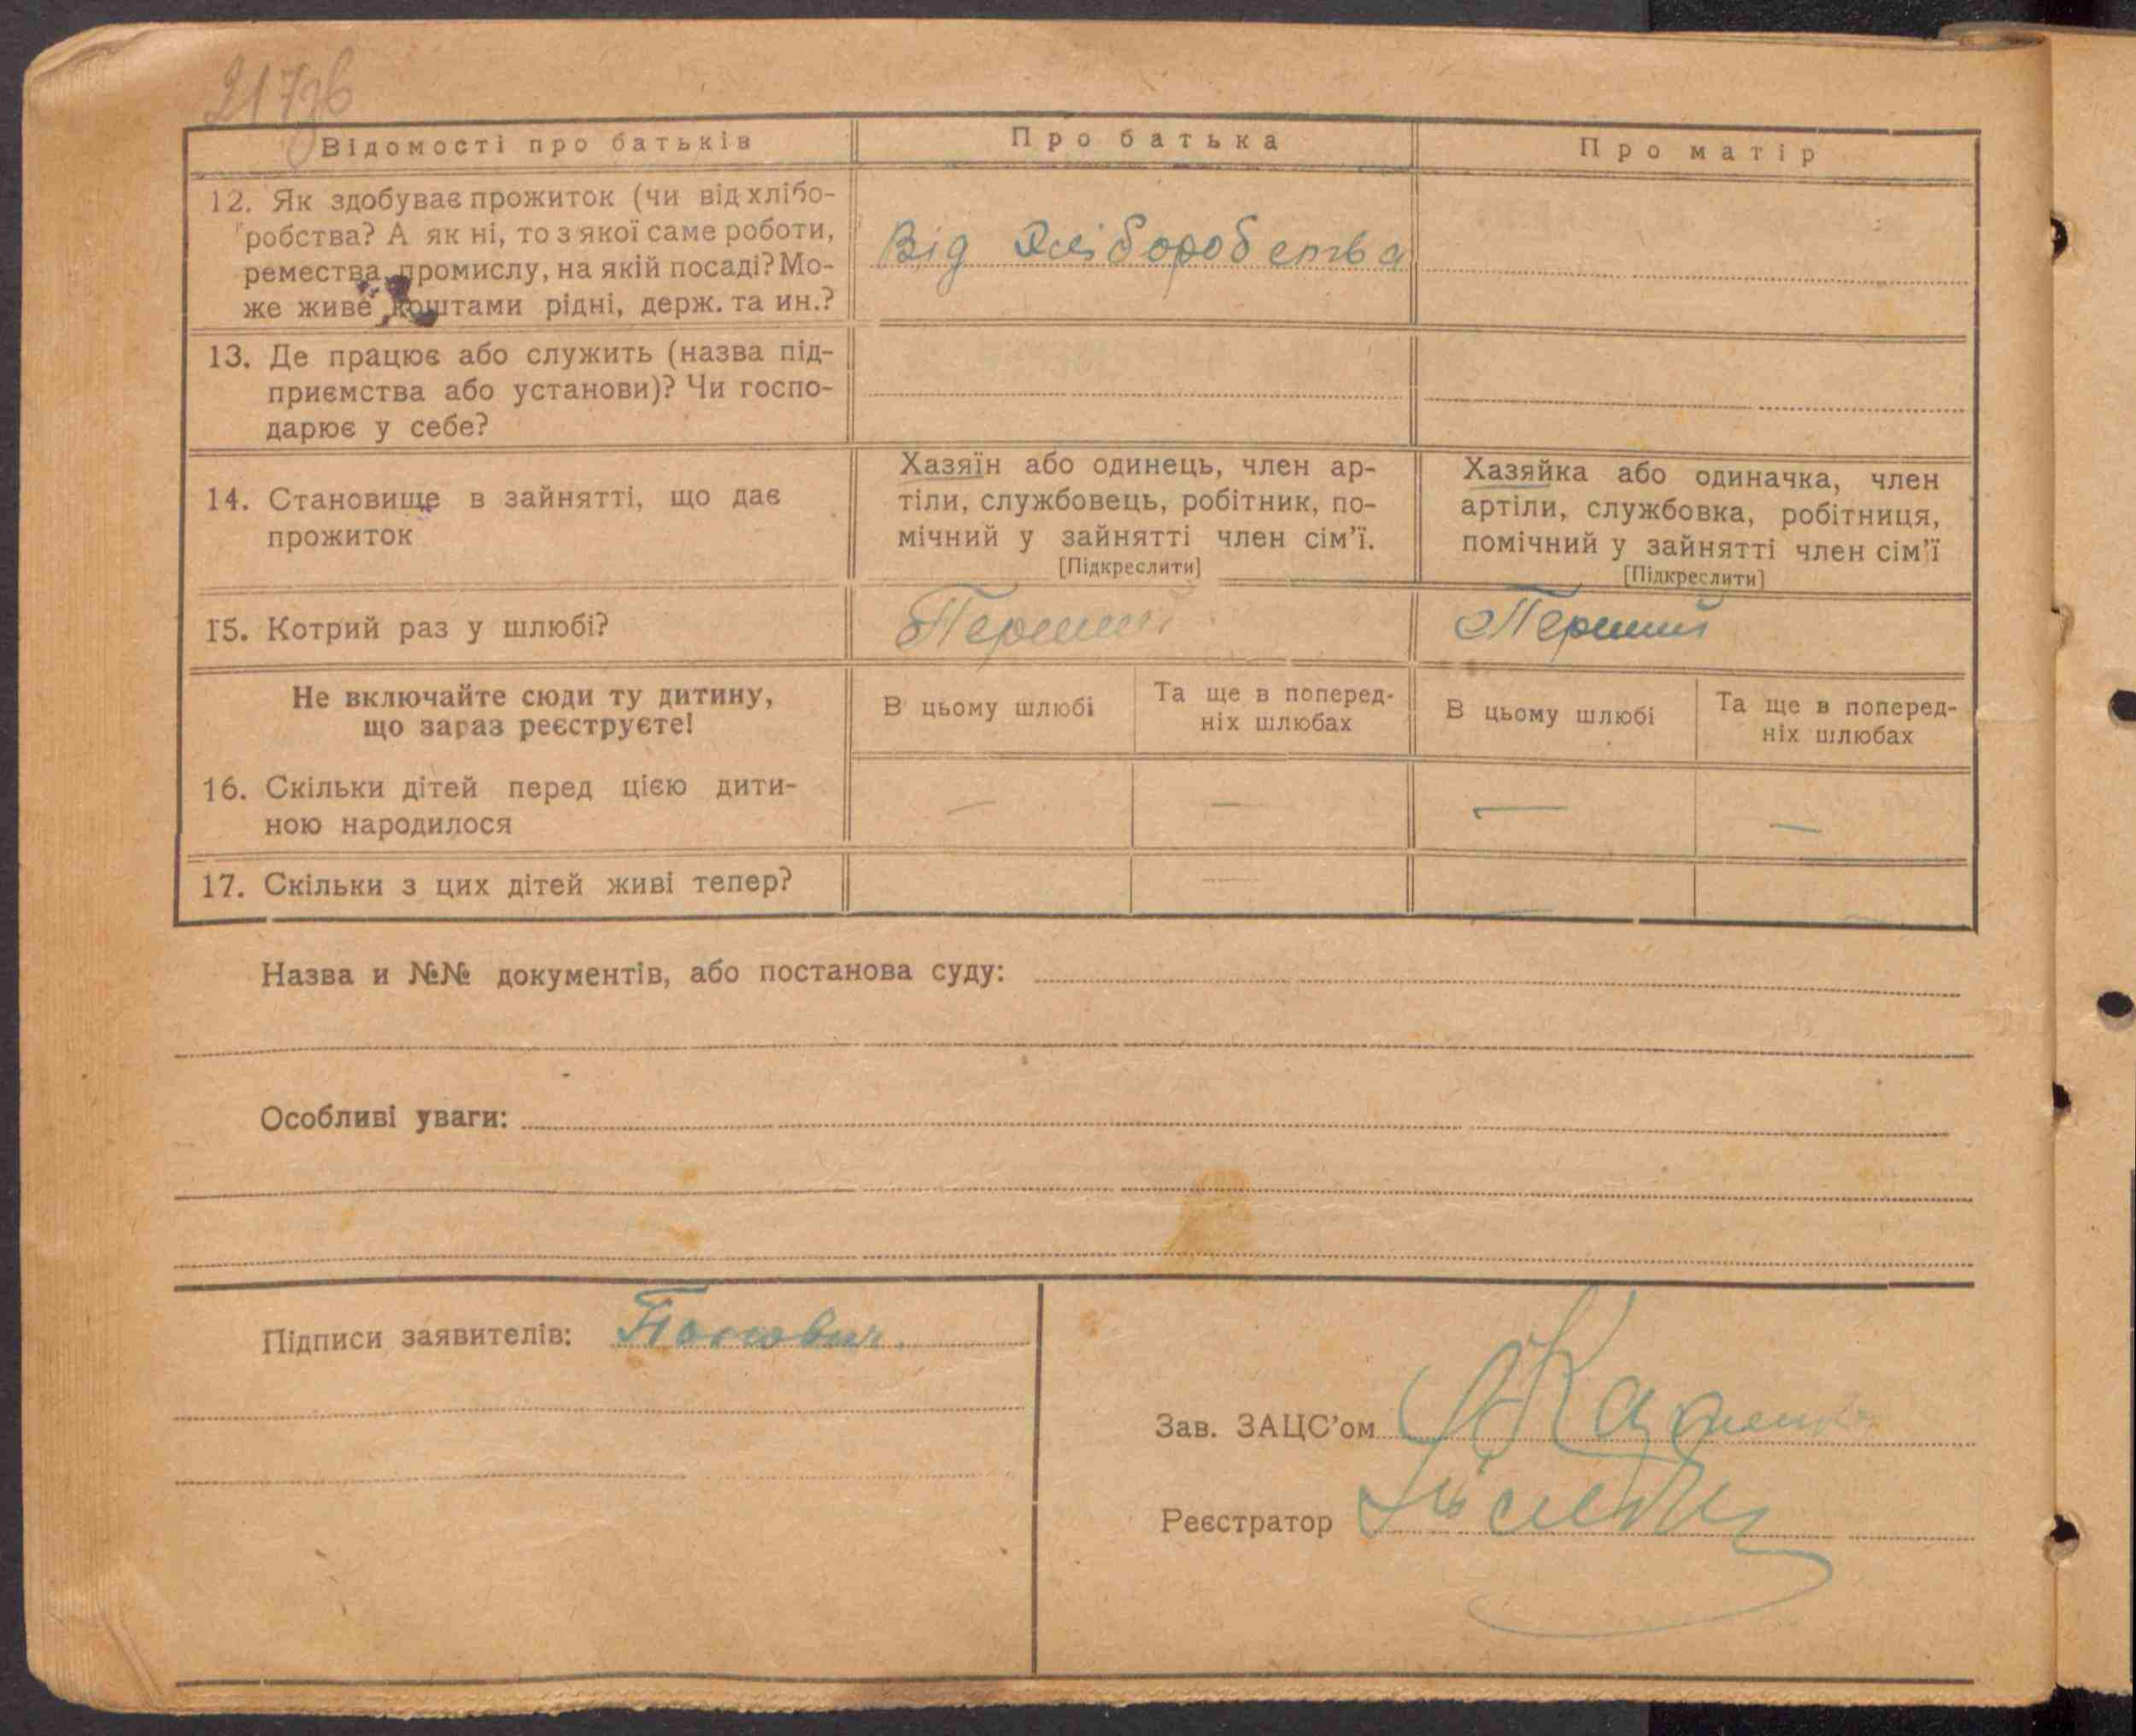 217зв
Відомості про батьків
Про батька
Про матір
12. Як здобуває прожиток (чи від хлібо-
робства? А як ні, то з якої саме роботи,
ремества, промислу, на якій посаді? Мо-
же живе коштами рідні, держ. та ин.?
Від Хліборобства
13. Де працює або служить (назва під-
приємства або установи)? Чи госпо-
дарює у себе?
14. Становище в зайнятті, що дає
прожиток
Хазяїн або одинець, член ар-
тіли, службовець, робітник, по-
мічний у зайнятті член сім’ї.
[Підкреслити]
Хазяйка або одиначка, член
артіли, службовка, робітниця,
помічний у зайнятті член сім’ї
[Підкреслити]
15. Котрий раз у шлюбі?
Перший
Перший
Не включайте сюди ту дитину,
що зараз реєструєте!
В цьому шлюбі
Та ще в поперед-
ніх шлюбах
В цьому шлюбі
Та ще в поперед-
ніх шлюбах
16. Скільки дітей перед цією дити-
ною народилося
— — — —
17. Скільки з цих дітей живі тепер?
— — —
Назва и №№ документів, або постанова суду:
Особливі уваги:
Підписи заявителів:
Зав. ЗАЦС’ом
Реєстратор